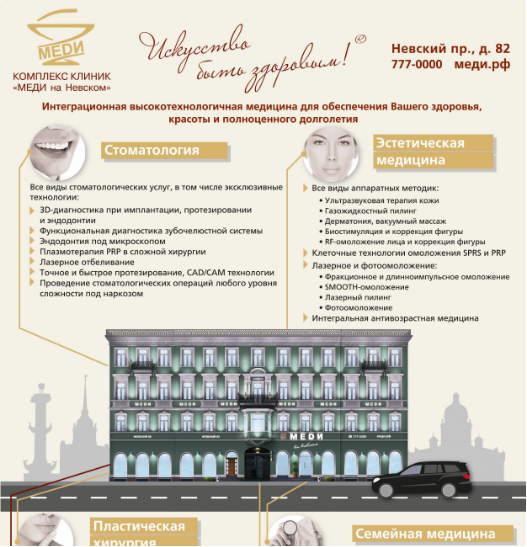 МЕДИ
КОМПЛЕКС КЛИНИК
«МЕДИ на Невском»
Искусство
быть здоровым!®
Невский пр., д. 82
777-0000 меди.рф
Интеграционная высокотехнологичная медицина для обеспечения Вашего здоровья,
красоты и полноценного долголетия
Стоматология
Все виды стоматологических услуг, в том числе эксклюзивные
технологии:
3D-диагностика при имплантации, протезировании
и эндодонтии
Функциональная диагностика зубочелюстной системы
Эндодонтия под микроскопом
Плазмотерапия PRP в сложной хирургии
Лазерное отбеливание
Точное и быстрое протезирование, CAD/CAM технологии
Проведение стоматологических операций любого уровня
сложности под наркозом
Эстетическая
медицина
Все виды аппаратных методик:
• Ультразвуковая терапия кожи
• Газожидкостный пилинг
• Дерматония, вакуумный массаж
• Биостимуляция и коррекция фигуры
• RF-омоложение лица и коррекция фигуры
Клеточные технологии омоложения SPRS и PRP
Лазерное и фотоомоложение:
• Фракционное и длинноимпульсное омоложение
• SMOOTH-омоложение
• Лазерный пилинг
• Фотоомоложение
Интегральная антивозрастная медицина
МЕДИ
Пластическая
хирургия
Семейная медицина